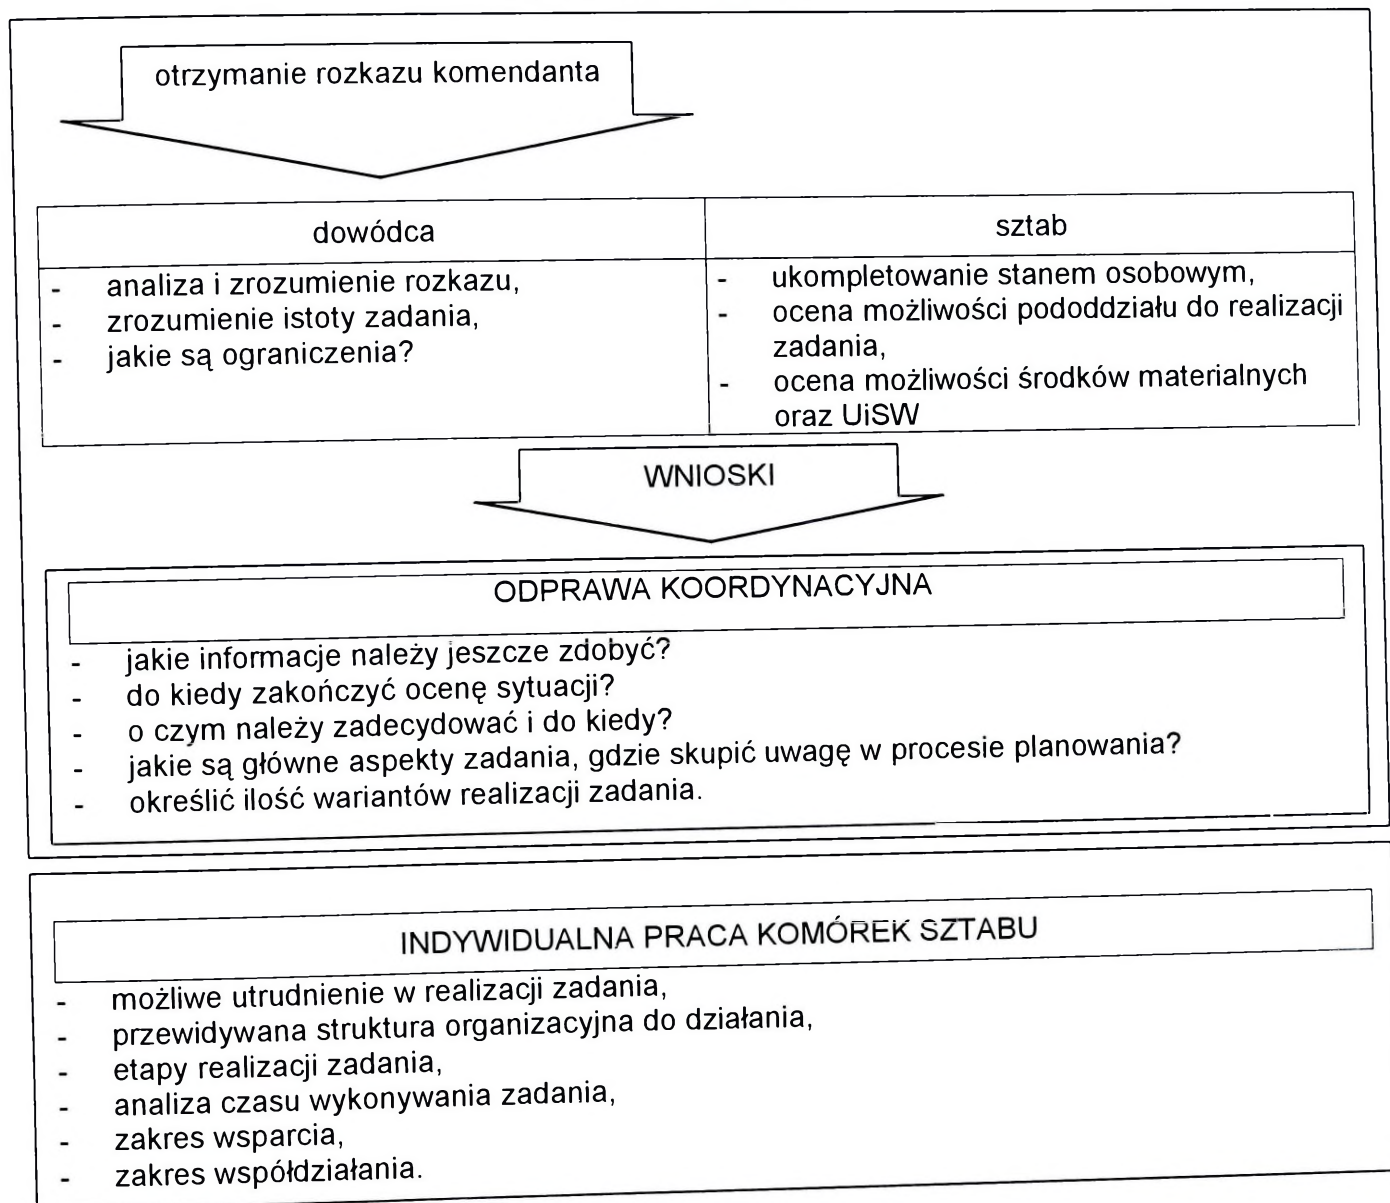 otrzymanie rozkazu komendanta
dowódca
sztab
- analiza i zrozumienie rozkazu,
- zrozumienie istoty zadania,
- jakie są ograniczenia?
- ukompletowanie stanem osobowym,
- ocena możliwości pododdziału do realizacji
zadania,
- ocena możliwości środków materialnych
oraz UiSW
WNIOSKI
ODPRAWA KOORDYNACYJNA
- jakie informacje należy jeszcze zdobyć?
- do kiedy zakończyć ocenę sytuacji?
- o czym należy zadecydować i do kiedy?
- jakie są główne aspekty zadania, gdzie skupić uwagę w procesie planowania?
- określić ilość wariantów realizacji zadania.
INDYWIDUALNA PRACA KOMÓREK SZTABU
- możliwe utrudnienie w realizacji zadania,
- przewidywana struktura organizacyjna do działania,
- etapy realizacji zadania,
- analiza czasu wykonywania zadania,
- zakres wsparcia,
- zakres współdziałania.